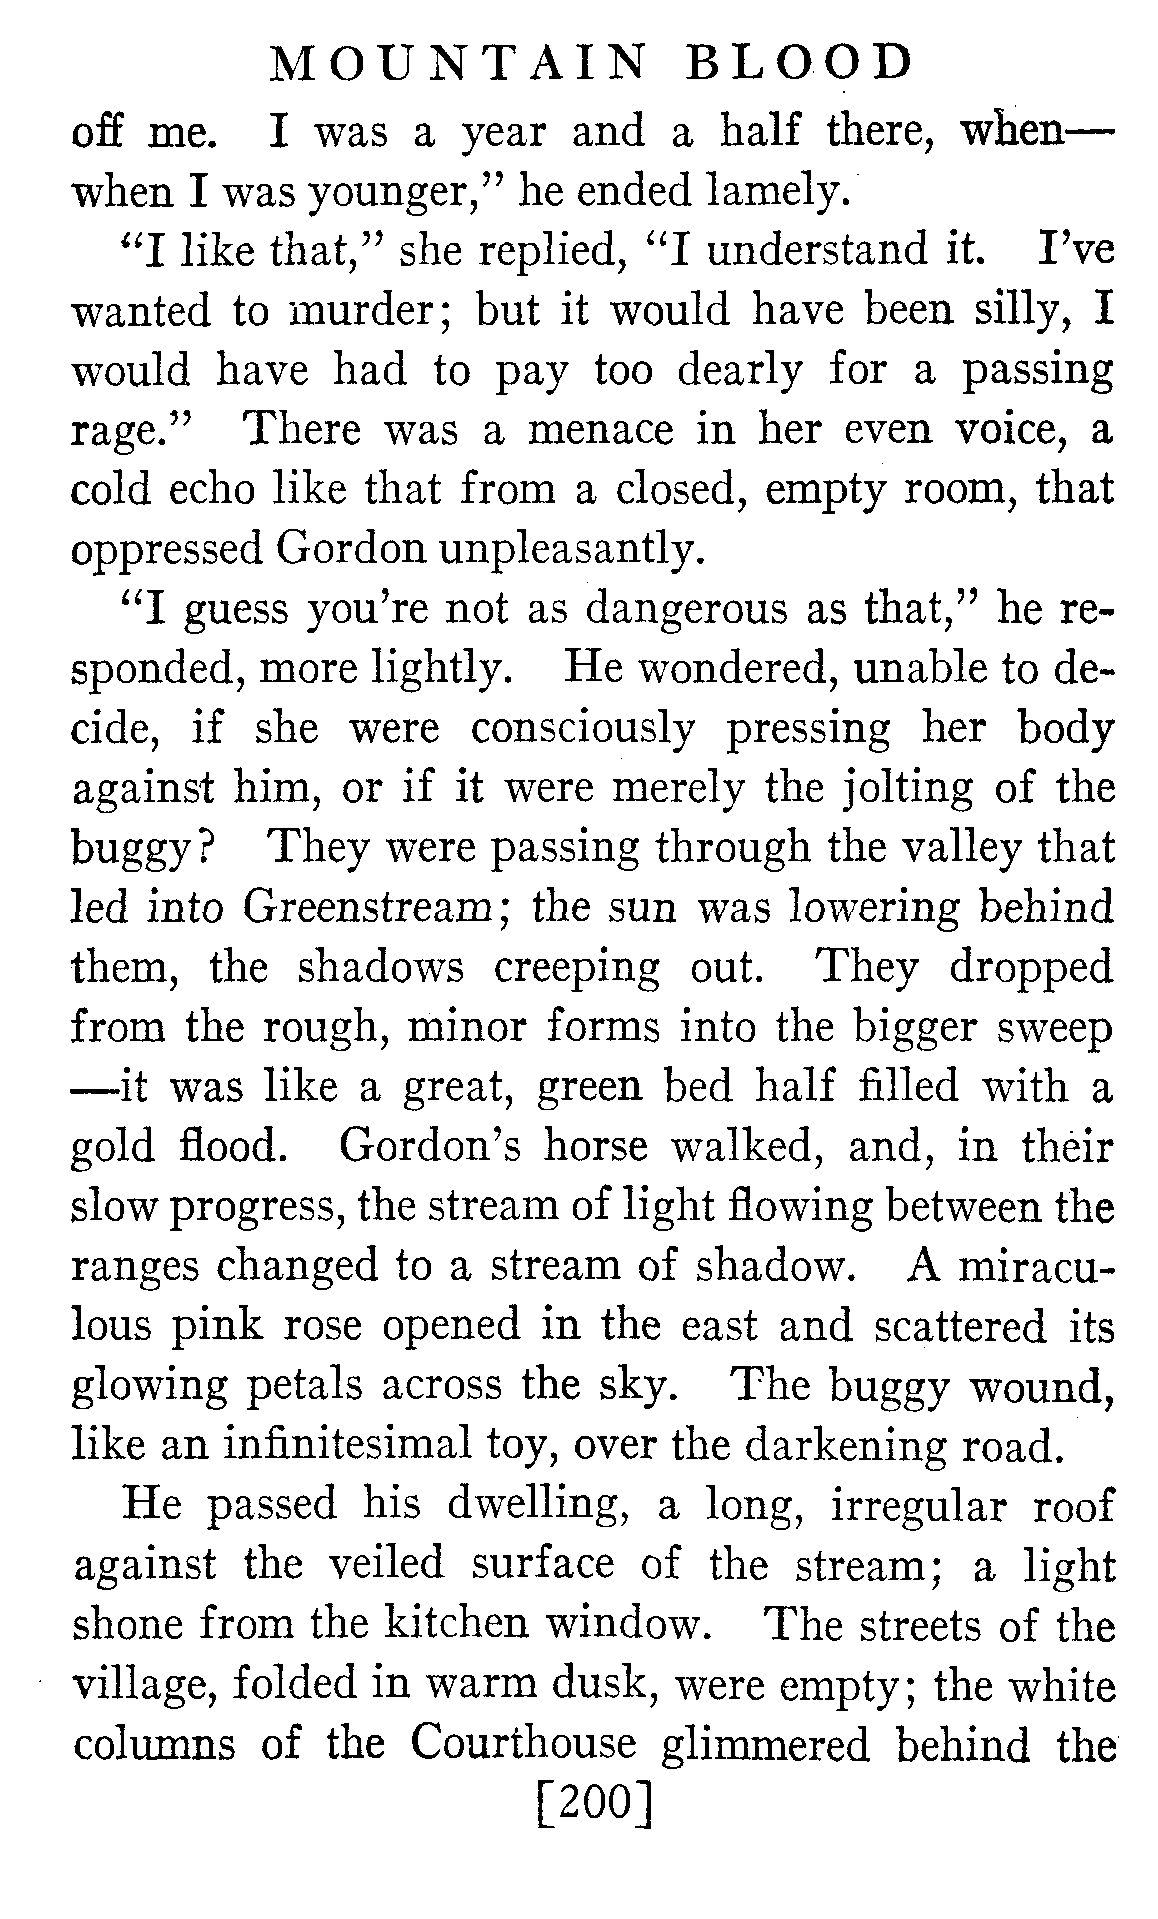 MOUNTAIN BLOOD
off me. I was a year and a half there, when—
when I was younger,” he ended lamely.
“I like that,” she replied, “I understand it. I’ve
wanted to murder; but it would have been silly, I
would have had to pay too dearly for a passing
rage.” There was a menace in her even voice, a
cold echo like that from a closed, empty room, that
oppressed Gordon unpleasantly.
“I guess you’re not as dangerous as that,” he re-
sponded, more lightly. He wondered, unable to de-
cide, if she were consciously pressing her body
against him, or if it were merely the jolting of the
buggy? They were passing through the valley that
led into Greenstream; the sun was lowering behind
them, the shadows creeping out. They dropped
from the rough, minor forms into the bigger sweep
—it was like a great, green bed half filled with a
gold flood. Gordon’s horse walked, and, in their
slow progress, the stream of light flowing between the
ranges changed to a stream of shadow. A miracu-
lous pink rose opened in the east and scattered its
glowing petals across the sky. The buggy wound,
like an infinitesimal toy, over the darkening road.
He passed his dwelling, a long, irregular roof
against the veiled surface of the stream; a light
shone from the kitchen window. The streets of the
village, folded in warm dusk, were empty; the white
columns of the Courthouse glimmered behind the
[200]